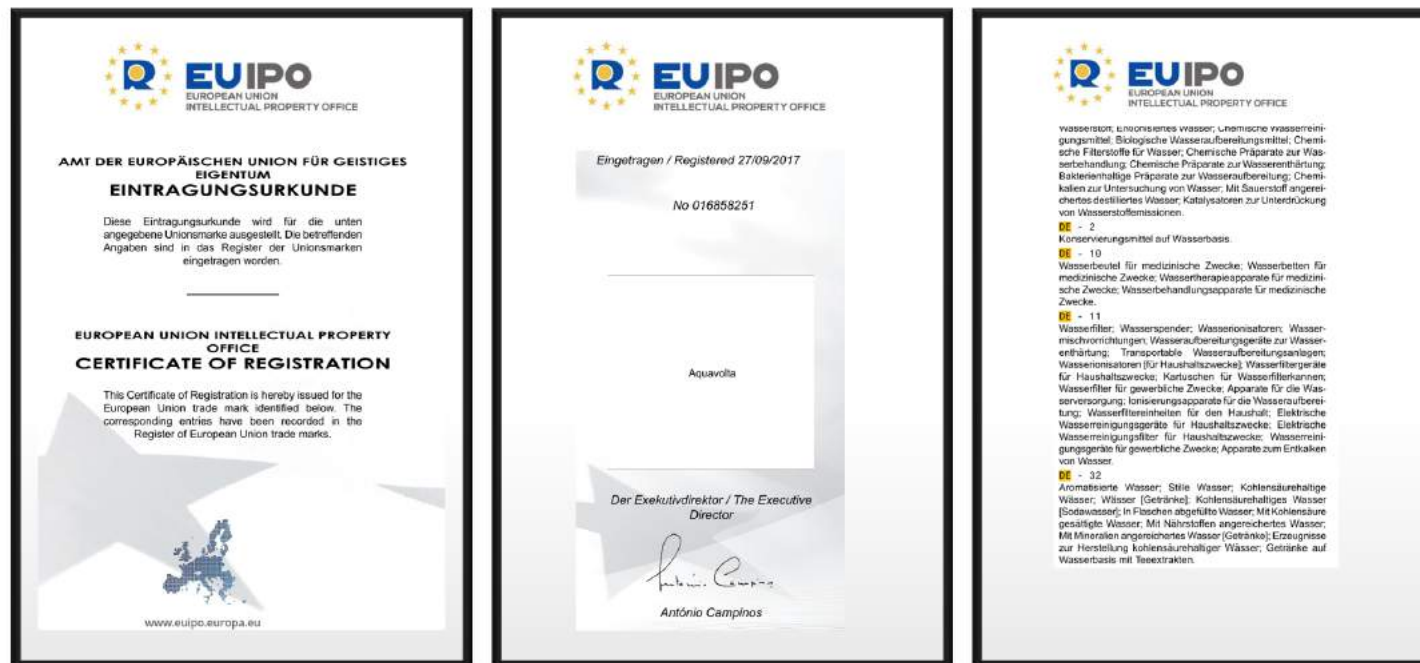 EUIPO
EUROPEAN UNION
INTELLECTUAL PROPERTY OFFICE
AMT DER EUROPÄISCHEN UNION FÜR GEISTIGES
EIGENTUM
EINTRAGUNGSURKUNDE
Diese Eintragungsurkunde wird für die unten
angegebene Unionsmarke ausgestellt. Die betreffenden
Angaben sind in das Register der Unionsmarken
eingetragen worden.
EUROPEAN UNION INTELLECTUAL PROPERTY
OFFICE
CERTIFICATE OF REGISTRATION
This Certificate of Registration is hereby issued for the
European Union trade mark identified below. The
corresponding entries have been recorded in the
Register of European Union trade marks.
www.euipo.europa.eu
EUIPO
EUROPEAN UNION
INTELLECTUAL PROPERTY OFFICE
Eingetragen / Registered 27/09/2017
No 016858251
Aquavolta
Der Exekutivdirektor / The Executive
Director
António Campinos
EUIPO
EUROPEAN UNION
INTELLECTUAL PROPERTY OFFICE
Wasserstoff; Entionisiertes Wasser; Chemische Wasserreini-
gungsmittel; Biologische Wasseraufbereitungsmittel; Chemi-
sche Filterstoffe für Wasser; Chemische Präparate zur Was-
serbehandlung; Chemische Präparate zur Wasserenthärtung;
Bakterienhaltige Präparate zur Wasseraufbereitung; Chemi-
kalien zur Untersuchung von Wasser; Mit Sauerstoff angerei-
chertes destilliertes Wasser; Katalysatoren zur Unterdrückung
von Wasserstoffemissionen.
DE - 2
Konservierungsmittel auf Wasserbasis.
DE - 10
Wasserbeutel für medizinische Zwecke; Wasserbetten für
medizinische Zwecke; Wassertherapieapparate für medizini-
sche Zwecke; Wasserbehandlungsapparate für medizinische
Zwecke.
DE - 11
Wasserfilter; Wasserspender; Wasserionisatoren; Wasser-
mischvorrichtungen; Wasseraufbereitungsgeräte zur Wasser-
enthärtung; Transportable Wasseraufbereitungsanlagen;
Wasserionisatoren [für Haushaltszwecke]; Wasserfiltergeräte
für Haushaltszwecke; Kartuschen für Wasserfilterkannen;
Wasserfilter für gewerbliche Zwecke; Apparate für die Was-
serversorgung; Ionisierungsapparate für die Wasseraufberei-
tung; Wasserfiltereinheiten für den Haushalt; Elektrische
Wasserreinigungsgeräte für Haushaltszwecke; Elektrische
Wasserreinigungsfilter für Haushaltszwecke; Wasserreini-
gungsgeräte für gewerbliche Zwecke; Apparate zum Entkalken
von Wasser.
DE - 32
Aromatisierte Wasser; Stille Wasser; Kohlensäurehaltige
Wässer; Wässer [Getränke]; Kohlensäurehaltiges Wasser
[Sodawasser]; In Flaschen abgefüllte Wasser; Mit Kohlensäure
gesättigte Wasser; Mit Nährstoffen angereichertes Wasser;
Mit Mineralien angereichertes Wasser [Getränke]; Erzeugnisse
zur Herstellung kohlensäurehaltiger Wässer; Getränke auf
Wasserbasis mit Teeextrakten.